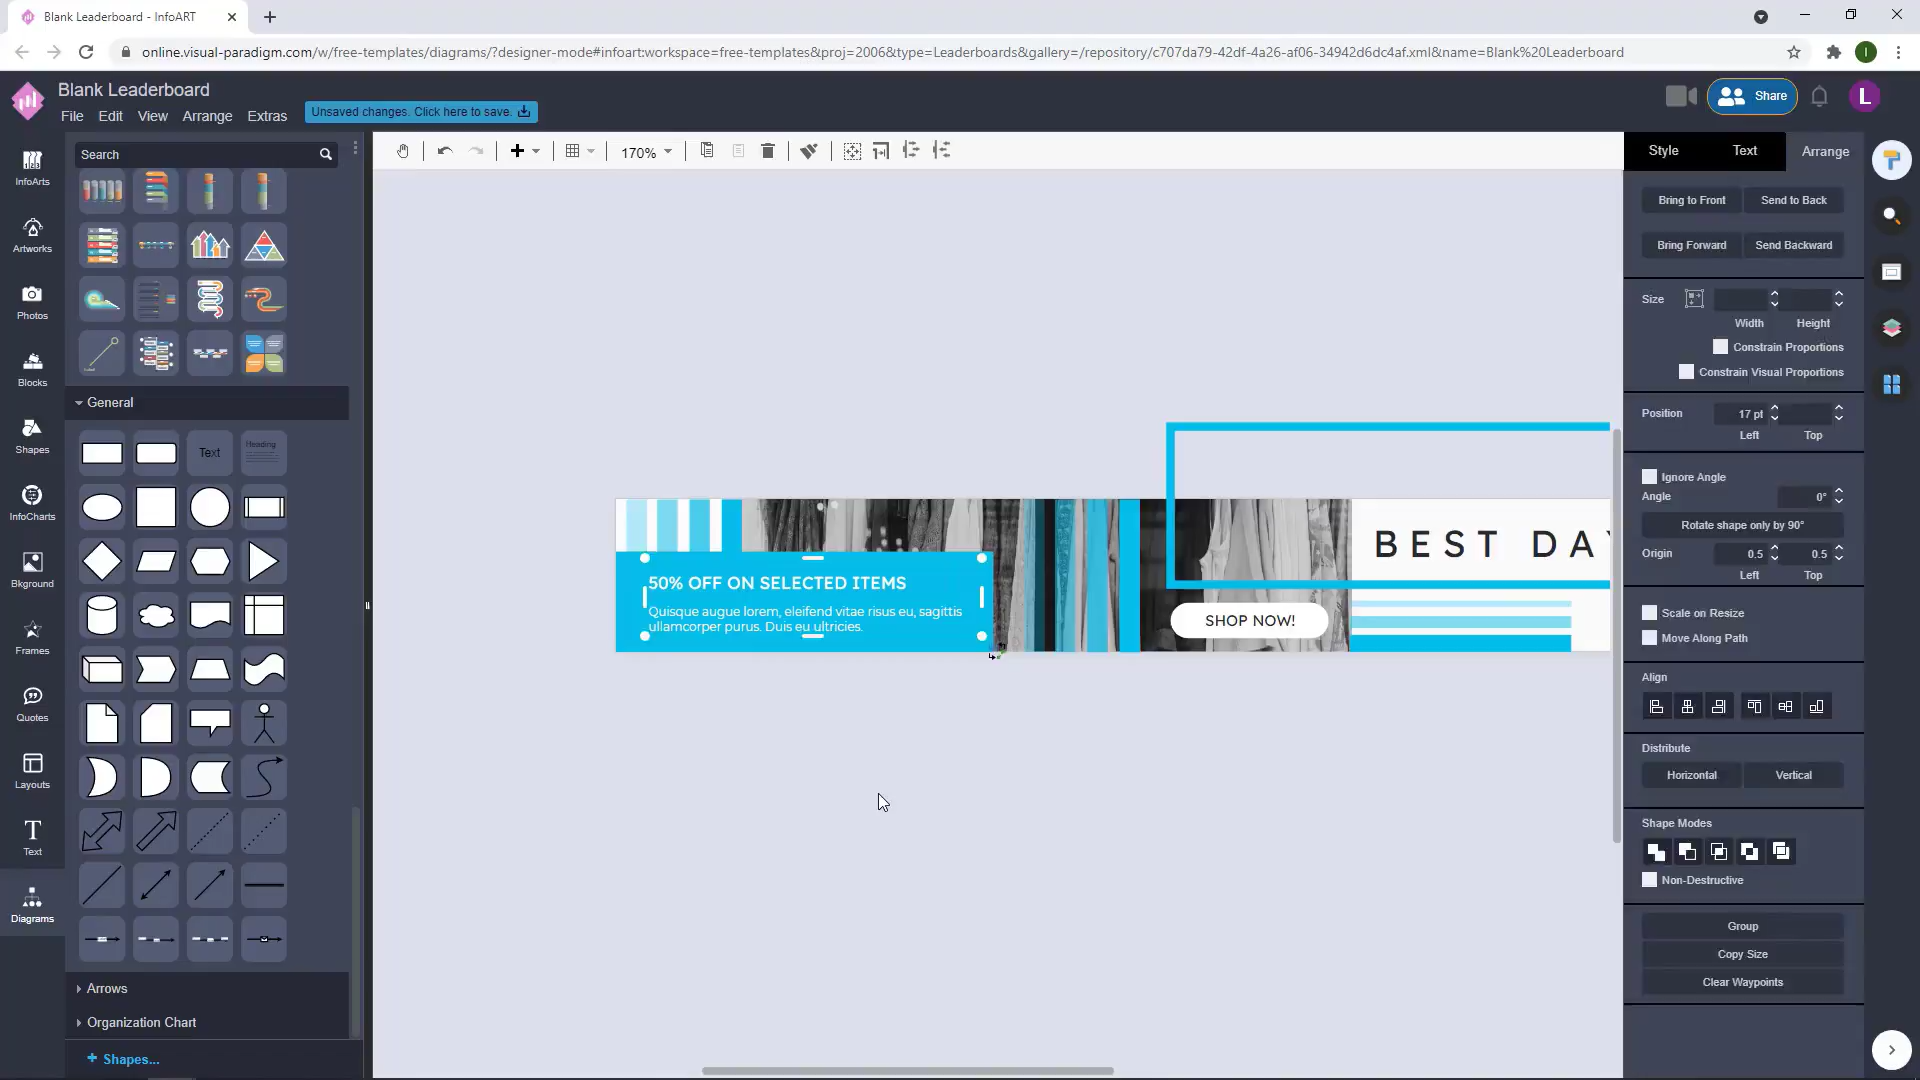 Blank Leaderboard - InfoART
online.visual-paradigm.com/w/free-templates/diagrams/?designer-mode#infoart:workspace=free-templates&proj=2006&type=Leaderboards&gallery=/repository/c707da79-42df-4a26-af06-34942d6dc4af.xml&name=Blank%20Leaderboard
I
Blank Leaderboard
File Edit View Arrange Extras
Unsaved changes. Click here to save.
Share
L
InfoArts
Artworks
Photos
Blocks
Shapes
InfoCharts
Bkground
Frames
Quotes
Layouts
Text
Diagrams
Search
General
Text
Heading
Arrows
Organization Chart
+ Shapes...
170%
50% OFF ON SELECTED ITEMS
Quisque augue lorem, eleifend vitae risus eu, sagittis
ullamcorper purus. Duis eu ultricies.
SHOP NOW!
BEST DAY
Style Text Arrange
Bring to Front Send to Back
Bring Forward Send Backward
Size
Width Height
Constrain Proportions
Constrain Visual Proportions
Position 17 pt
Left Top
Ignore Angle
Angle 0°
Rotate shape only by 90°
Origin 0.5 0.5
Left Top
Scale on Resize
Move Along Path
Align
Distribute
Horizontal Vertical
Shape Modes
Non-Destructive
Group
Copy Size
Clear Waypoints